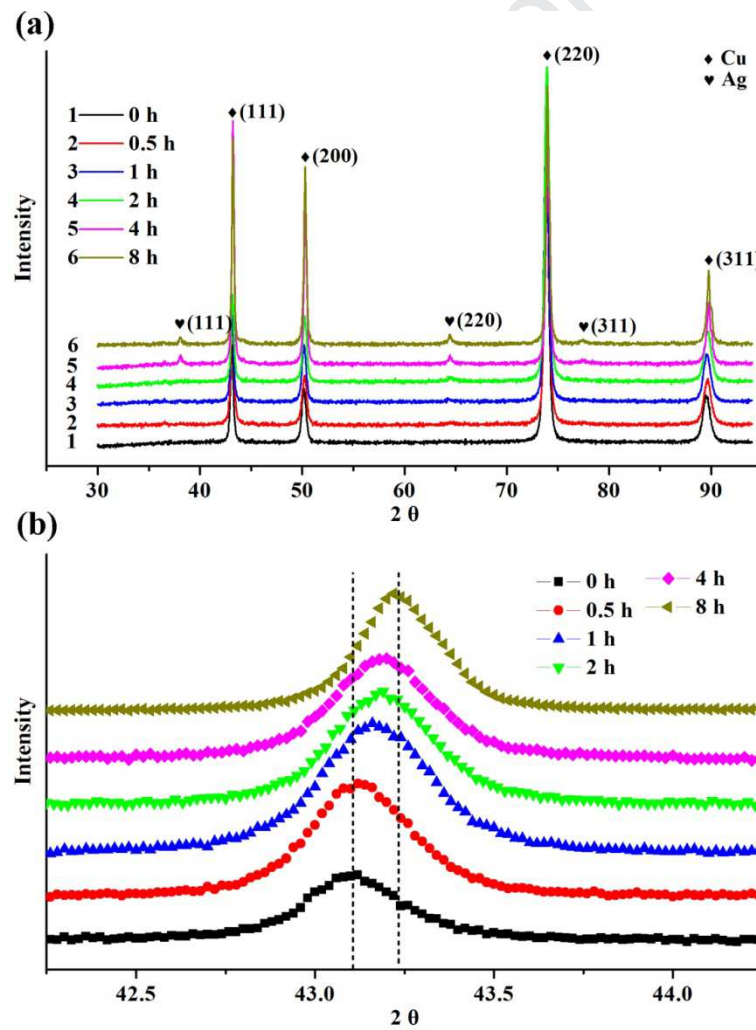 (a)
♦(220)
♦ Cu
♥ Ag
1 0 h
♦(111)
2 0.5 h
♦(200)
3 1 h
4 2 h
5 4 h
6 8 h
♦(311)
♥(111)
♥(220)
♥(311)
6
5
4
3
2
1
Intensity
30 40 50 60 70 80 90
2 θ
(b)
0 h
4 h
0.5 h
8 h
1 h
2 h
Intensity
42.5 43.0 43.5 44.0
2 θ